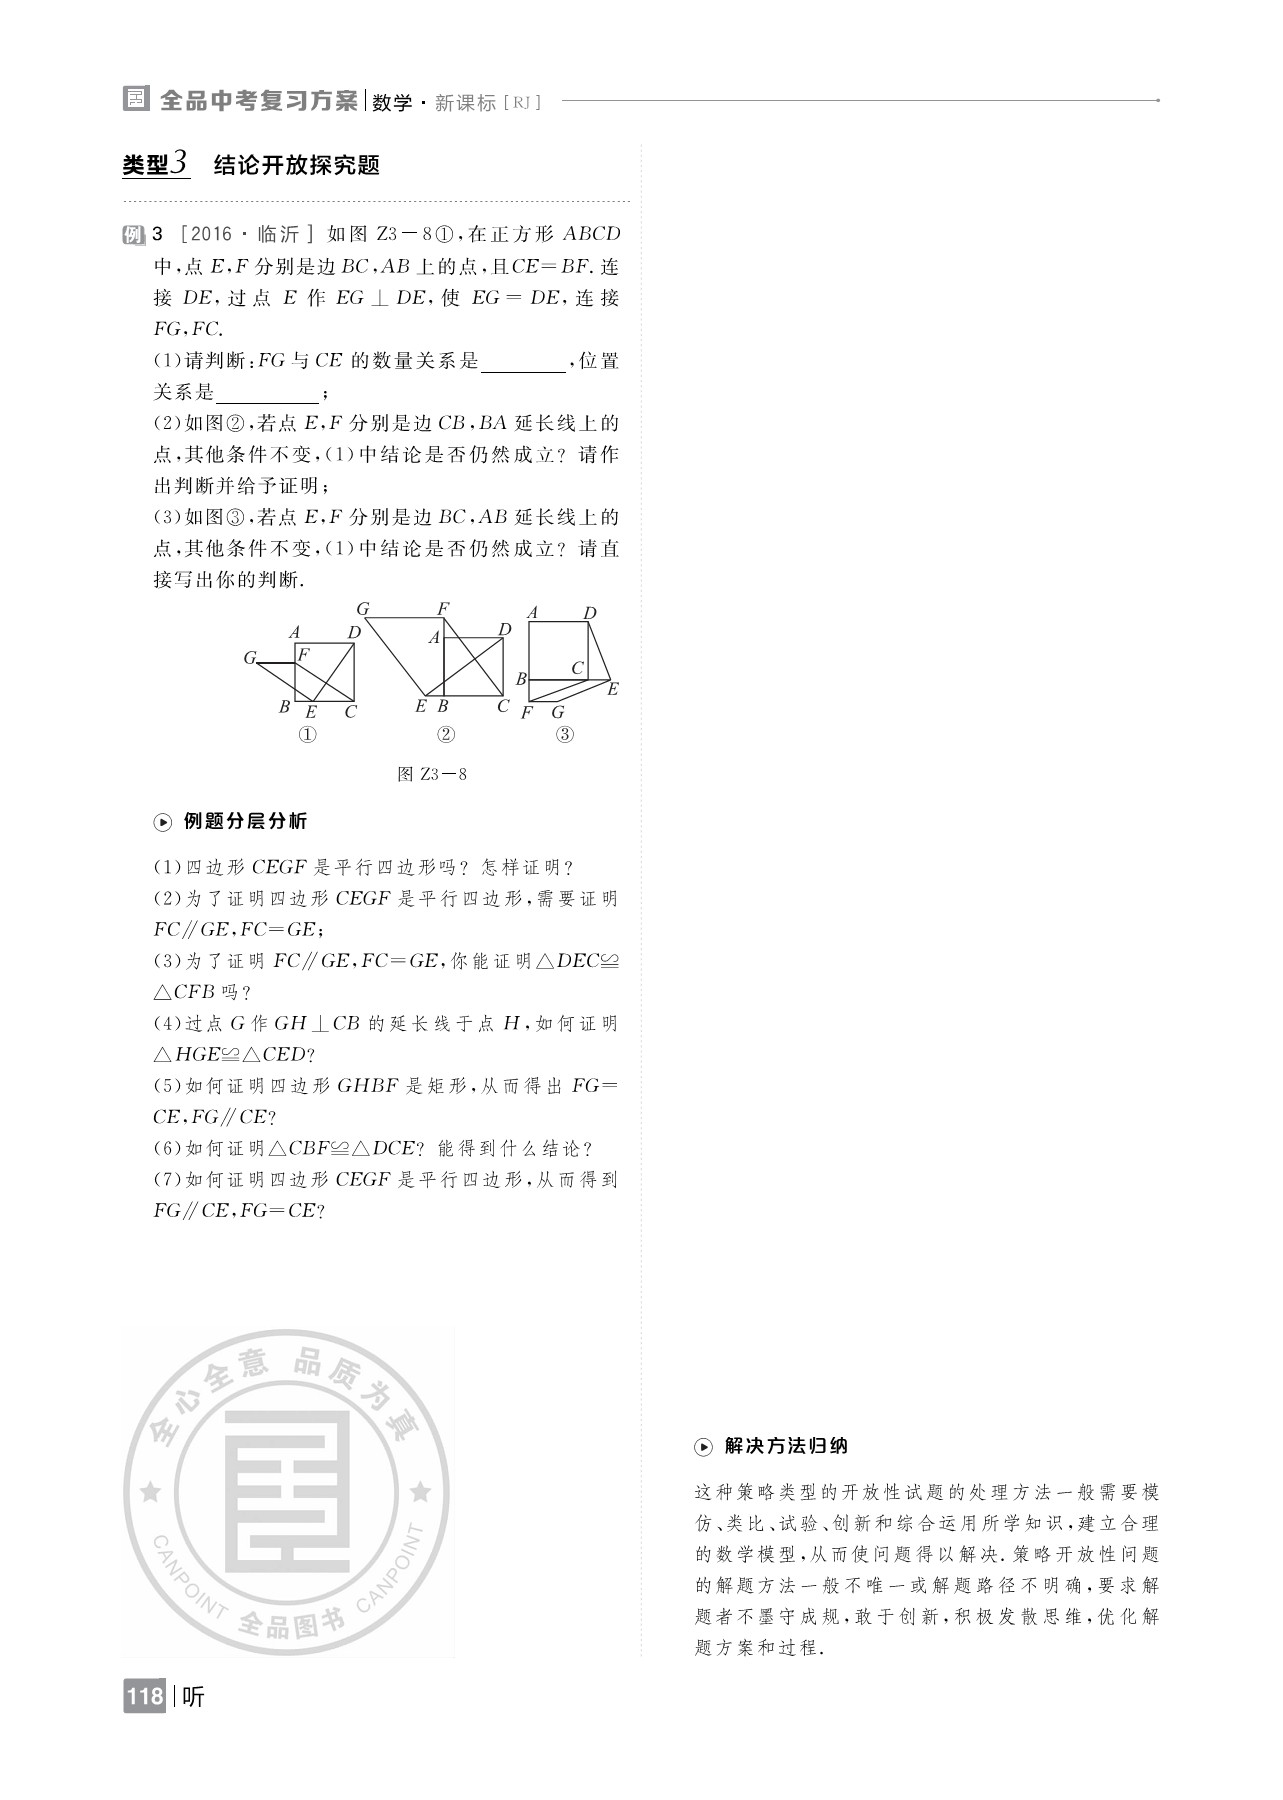 全品中考复习方案 数学·新课标[RJ]
类型3 结论开放探究题
例3 [2016·临沂]如图 Z3-8①,在正方形 ABCD
中,点 E,F 分别是边 BC,AB 上的点,且CE=BF.连
接 DE,过点 E 作 EG⊥DE,使 EG=DE,连接
FG,FC.
(1)请判断:FG 与 CE 的数量关系是________,位置
关系是__________;
(2)如图②,若点 E,F 分别是边 CB,BA 延长线上的
点,其他条件不变,(1)中结论是否仍然成立?请作
出判断并给予证明;
(3)如图③,若点 E,F 分别是边 BC,AB 延长线上的
点,其他条件不变,(1)中结论是否仍然成立?请直
接写出你的判断.
A D G F B E C ①
G F A D E B C ②
A D B C E F G ③
图 Z3-8
例题分层分析
(1)四边形 CEGF 是平行四边形吗?怎样证明?
(2)为了证明四边形 CEGF 是平行四边形,需要证明
FC∥GE,FC=GE;
(3)为了证明 FC∥GE,FC=GE,你能证明△DEC≌
△CFB 吗?
(4)过点 G 作 GH⊥CB 的延长线于点 H,如何证明
△HGE≌△CED?
(5)如何证明四边形 GHBF 是矩形,从而得出 FG=
CE,FG∥CE?
(6)如何证明△CBF≌△DCE?能得到什么结论?
(7)如何证明四边形 CEGF 是平行四边形,从而得到
FG∥CE,FG=CE?
全心全意 品质为真
CANPOINT 全品图书 CANPOINT
解决方法归纳
这种策略类型的开放性试题的处理方法一般需要模
仿、类比、试验、创新和综合运用所学知识,建立合理
的数学模型,从而使问题得以解决.策略开放性问题
的解题方法一般不唯一或解题路径不明确,要求解
题者不墨守成规,敢于创新,积极发散思维,优化解
题方案和过程.
118 听